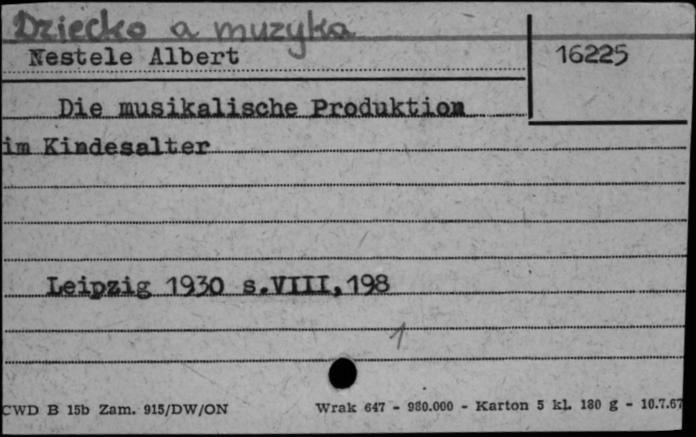 Dziecko a muzyka
Nestele Albert
16225
Die musikalische Produktion
im Kindesalter
Leipzig 1930 s.VIII,198
1
CWD B 15b Zam. 915/DW/ON
Wrak 647 - 980.000 - Karton 5 kl. 180 g - 10.7.67